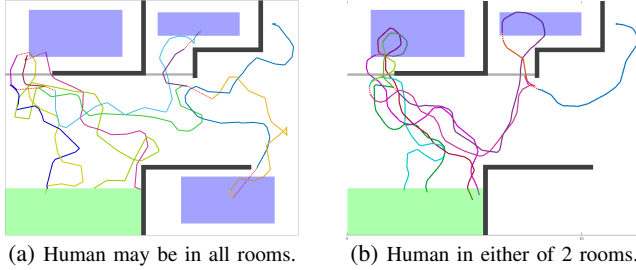 (a) Human may be in all rooms.
(b) Human in either of 2 rooms.